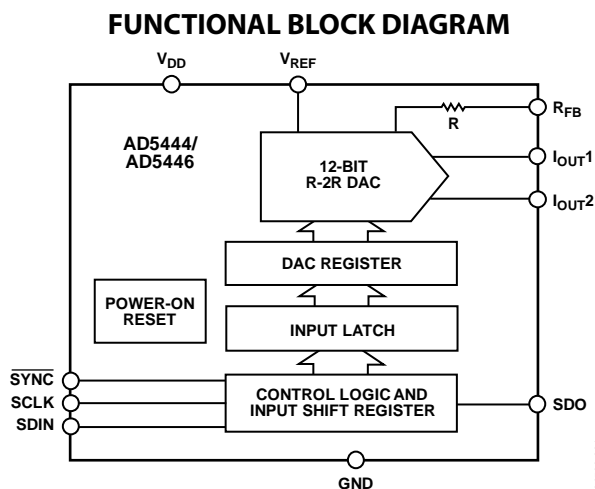 FUNCTIONAL BLOCK DIAGRAM
VDD
VREF
RFB
R
AD5444/
AD5446
12-BIT
R-2R DAC
IOUT1
IOUT2
DAC REGISTER
POWER-ON
RESET
INPUT LATCH
SYNC
SCLK
SDIN
CONTROL LOGIC AND
INPUT SHIFT REGISTER
SDO
GND